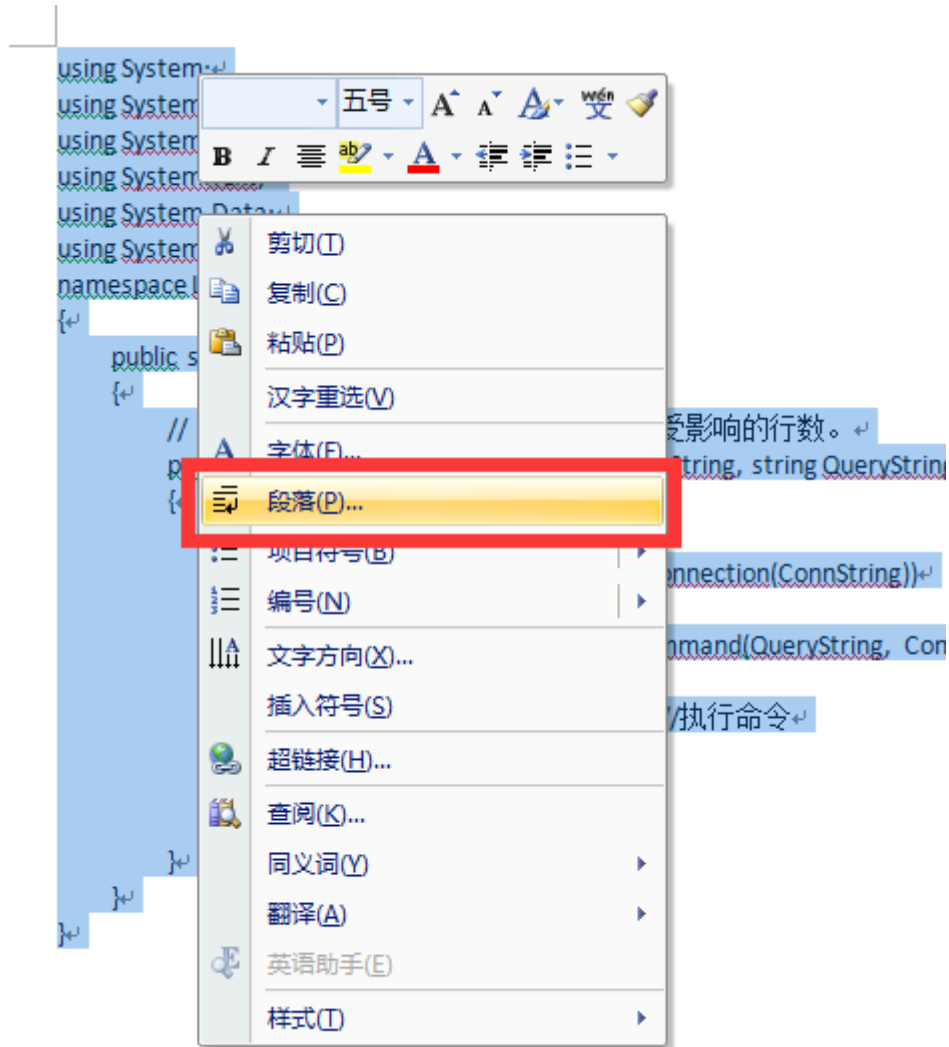 using System;
五号
wén
文
using System
using System
B I ab A
using System
using System.Data;
using System
剪切(T)
namespace
复制(C)
{
粘贴(P)
public s
{
汉字重选(V)
//
受影响的行数。
字体(F)...
String, string QueryString
{
段落(P)...
项目符号(B)
onnection(ConnString))
编号(N)
mmand(QueryString, Con
文字方向(X)...
插入符号(S)
//执行命令
超链接(H)...
查阅(K)...
}
同义词(Y)
}
翻译(A)
}
英语助手(E)
样式(T)